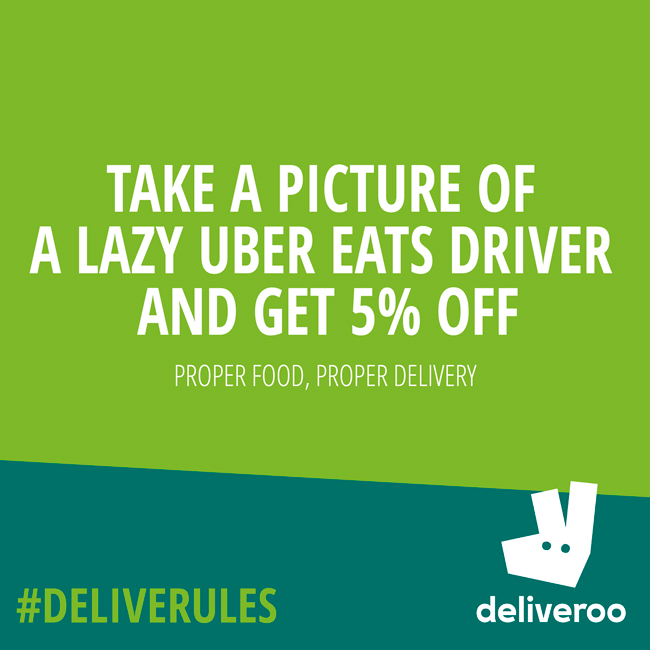 TAKE A PICTURE OF
A LAZY UBER EATS DRIVER
AND GET 5% OFF
PROPER FOOD, PROPER DELIVERY
#DELIVERULES
deliveroo